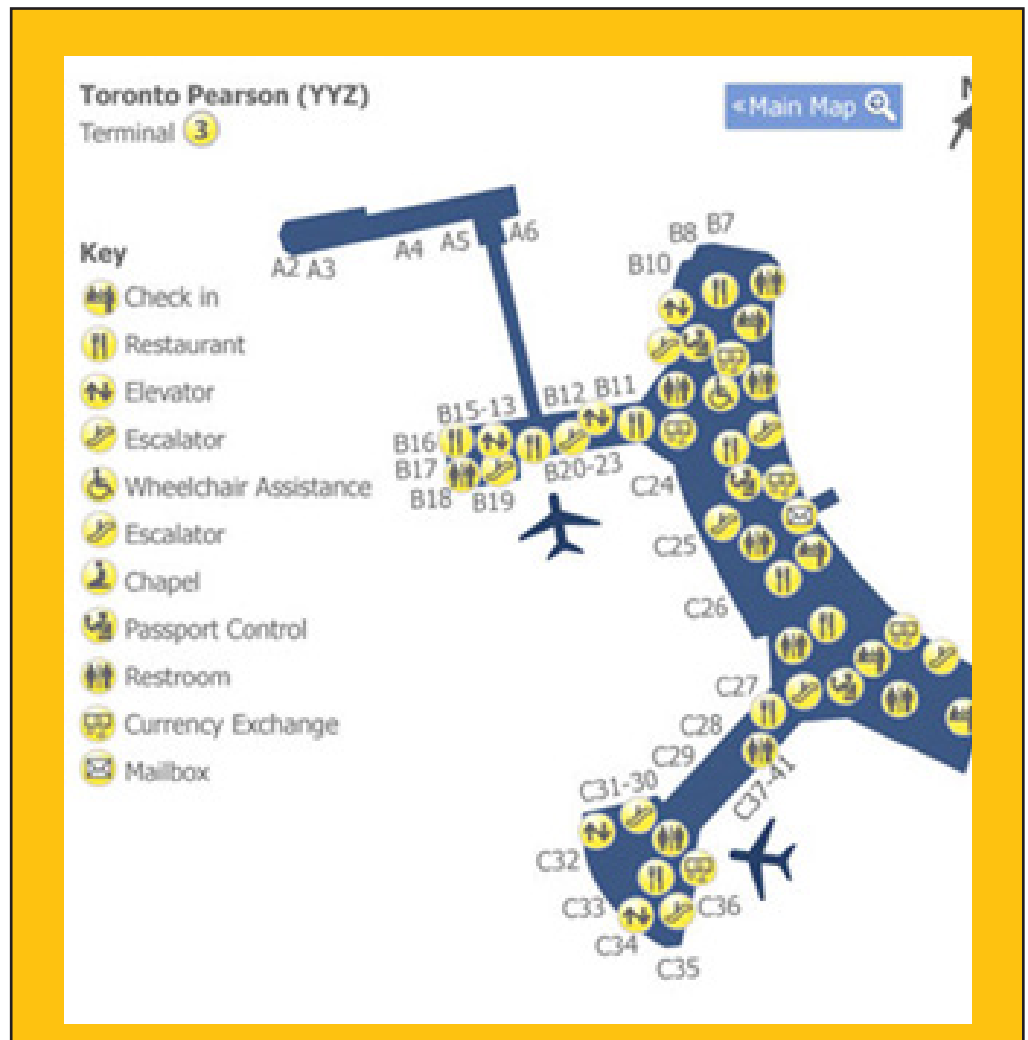 Toronto Pearson (YYZ)
Terminal 3
«Main Map
Key
Check in
Restaurant
Elevator
Escalator
Wheelchair Assistance
Escalator
Chapel
Passport Control
Restroom
Currency Exchange
Mailbox
A2 A3
A4
A5
A6
B8
B7
B10
B12
B11
B15-13
B16
B17
B18
B19
B20-23
C24
C25
C26
C27
C28
C29
C31-30
C37-41
C32
C33
C34
C36
C35